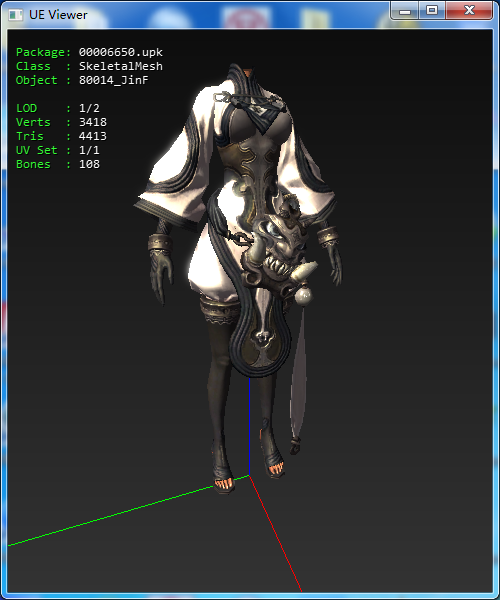 UE Viewer
Package: 00006650.upk
Class : SkeletalMesh
Object : 80014_JinF
LOD : 1/2
Verts : 3418
Tris : 4413
UV Set : 1/1
Bones : 108